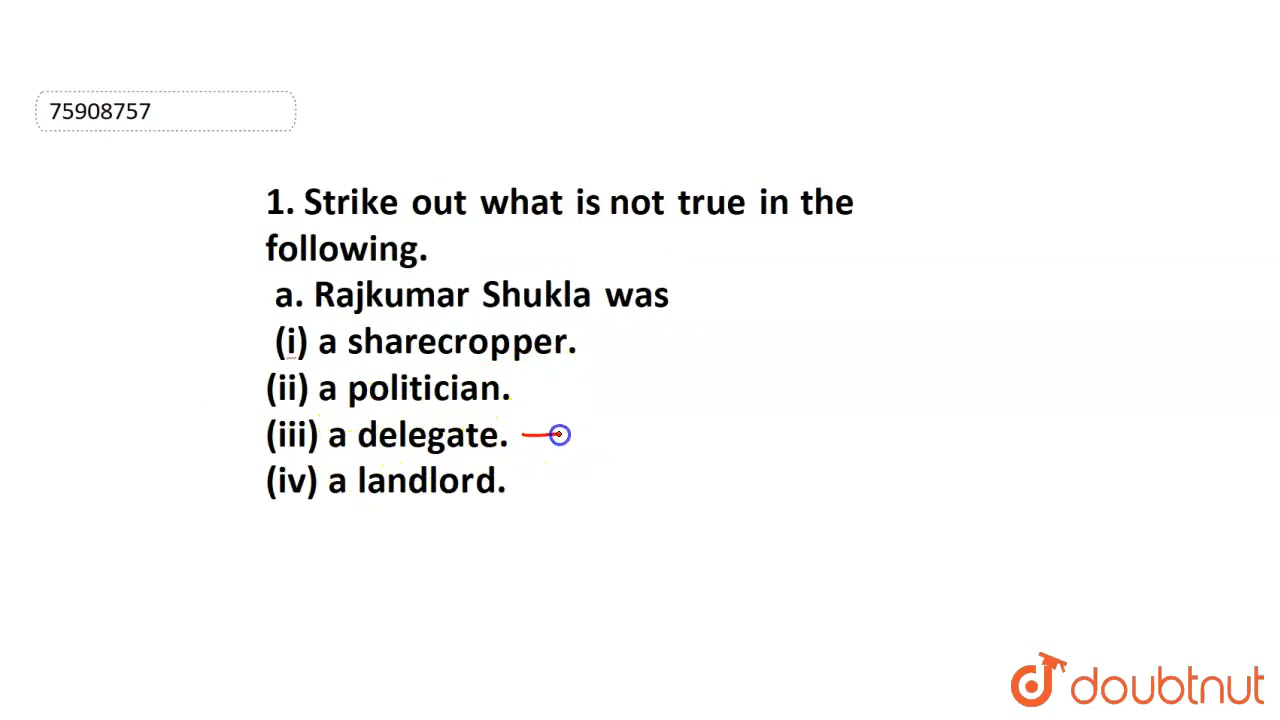 75908757
1. Strike out what is not true in the
following.
a. Rajkumar Shukla was
(i) a sharecropper.
(ii) a politician.
(iii) a delegate.
(iv) a landlord.
doubtnut